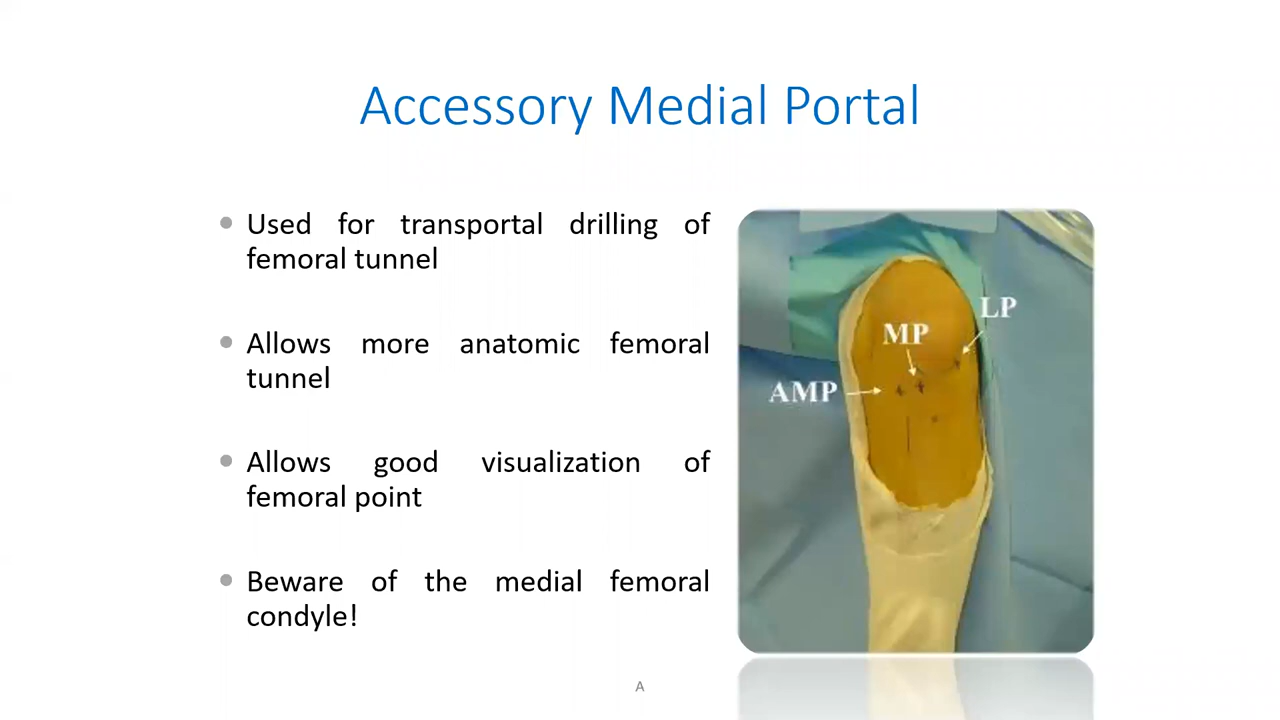 Accessory Medial Portal
Used for transportal drilling of
femoral tunnel
Allows more anatomic femoral
tunnel
Allows good visualization of
femoral point
Beware of the medial femoral
condyle!
LP
MP
AMP
A